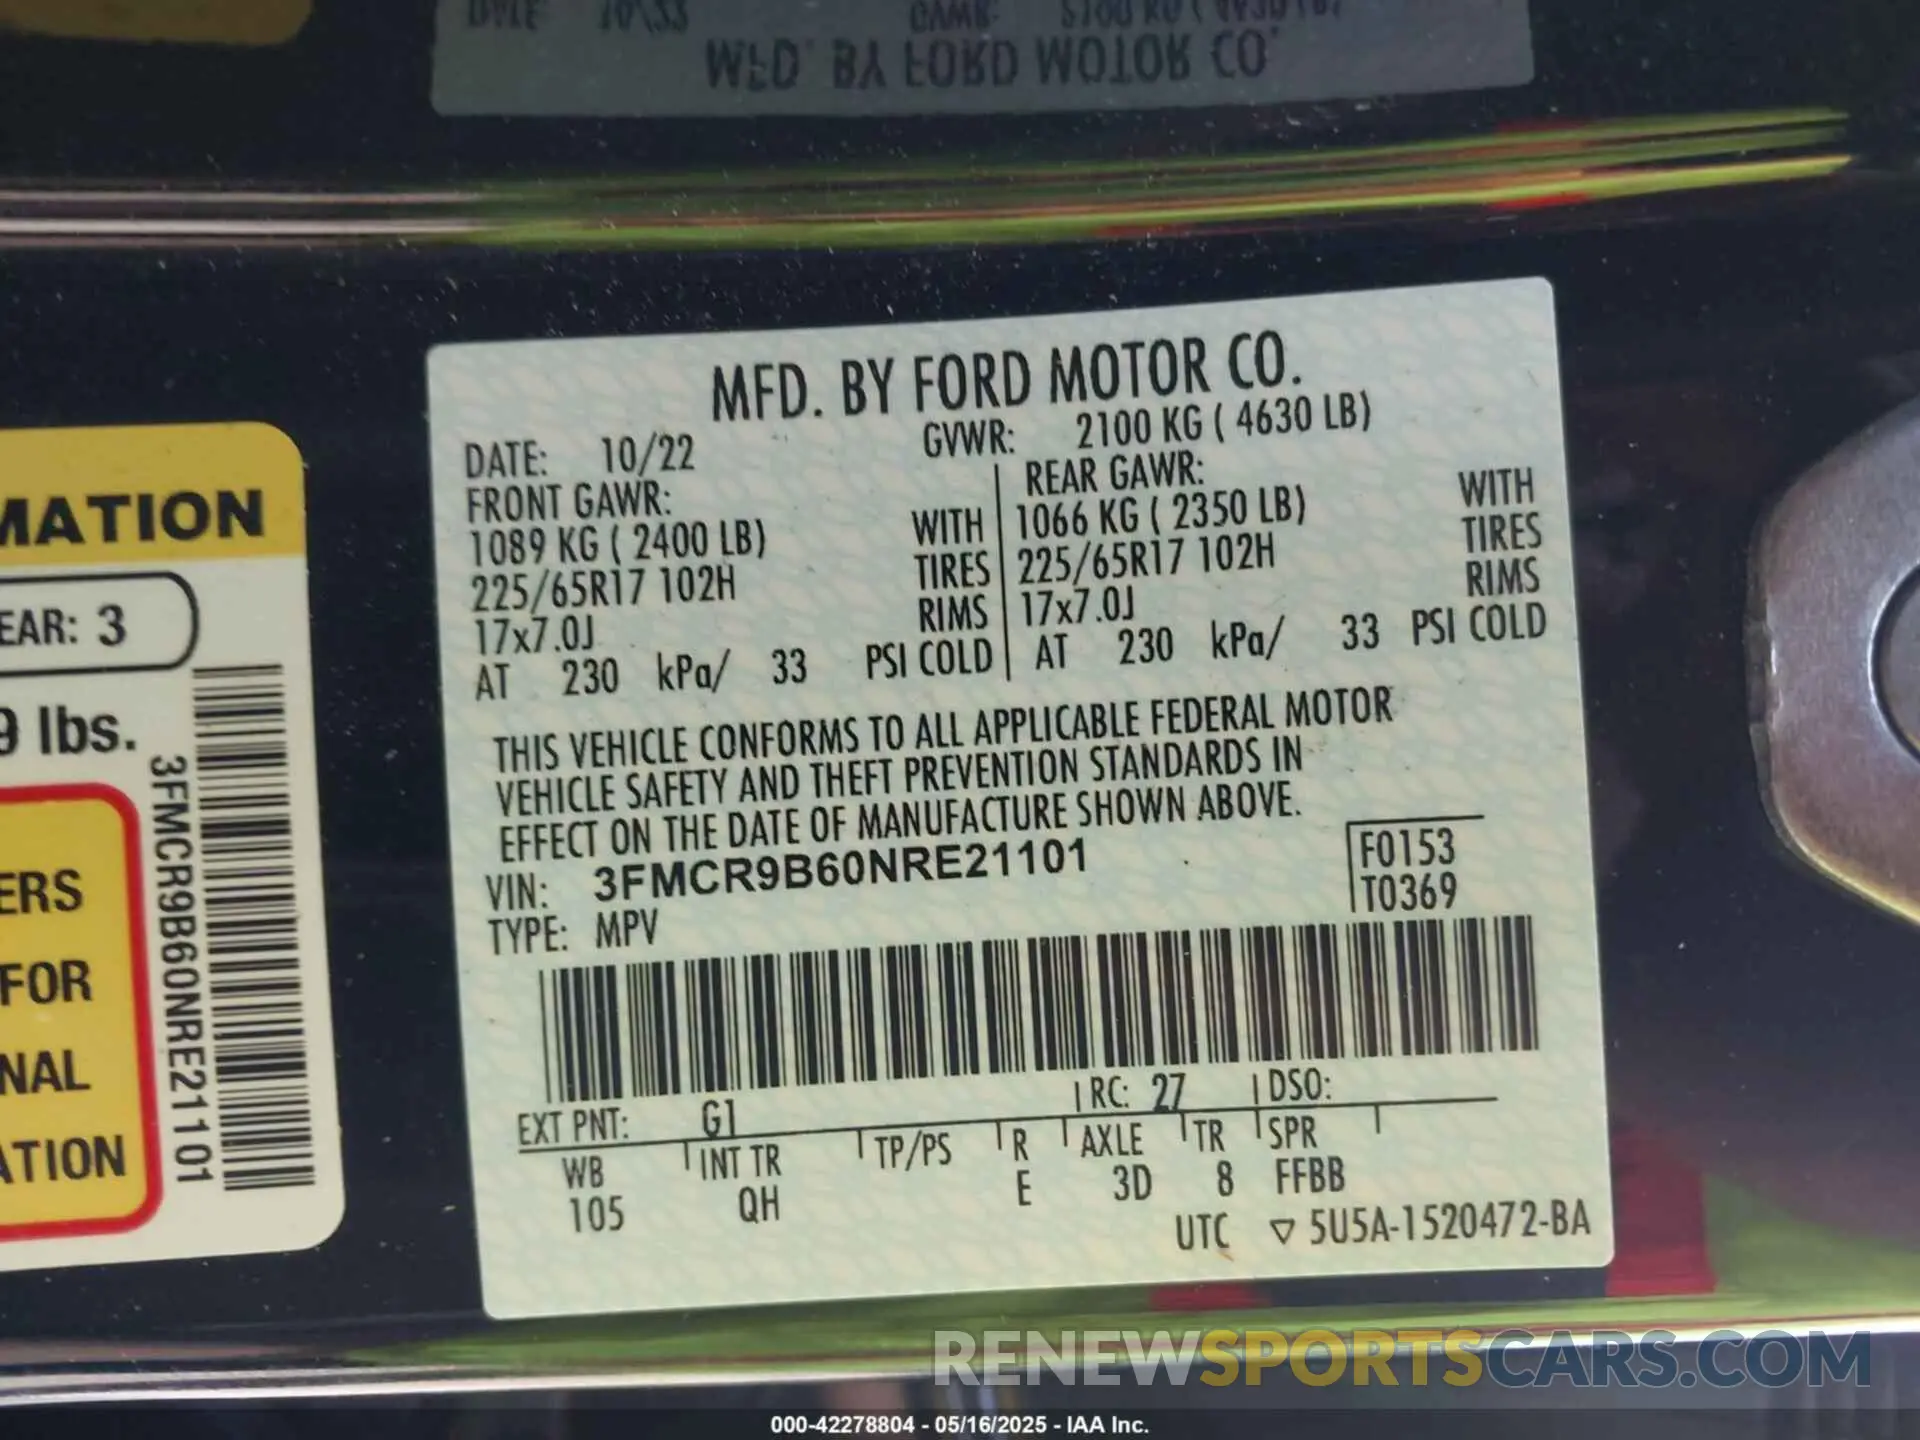 DATE 10/22 GAWR:
MFD. BY FORD MOTOR CO.
MFD. BY FORD MOTOR CO.
DATE: 10/22 GVWR: 2100 KG ( 4630 LB)
FRONT GAWR: REAR GAWR:
1089 KG ( 2400 LB) WITH 1066 KG ( 2350 LB) WITH
225/65R17 102H TIRES 225/65R17 102H TIRES
17x7.0J RIMS 17x7.0J RIMS
AT 230 kPa/ 33 PSI COLD AT 230 kPa/ 33 PSI COLD
THIS VEHICLE CONFORMS TO ALL APPLICABLE FEDERAL MOTOR
VEHICLE SAFETY AND THEFT PREVENTION STANDARDS IN
EFFECT ON THE DATE OF MANUFACTURE SHOWN ABOVE.
VIN: 3FMCR9B60NRE21101 F0153
TYPE: MPV T0369
EXT PNT: G1 RC: 27 DSO:
WB INT TR TP/PS R AXLE TR SPR
105 QH E 3D 8 FFBB
UTC ▽ 5U5A-1520472-BA
MATION
EAR: 3
9 lbs.
3FMCR9B60NRE21101
ERS
FOR
NAL
ATION
RENEWSPORTSCARS.COM
000-42278804 - 05/16/2025 - IAA Inc.